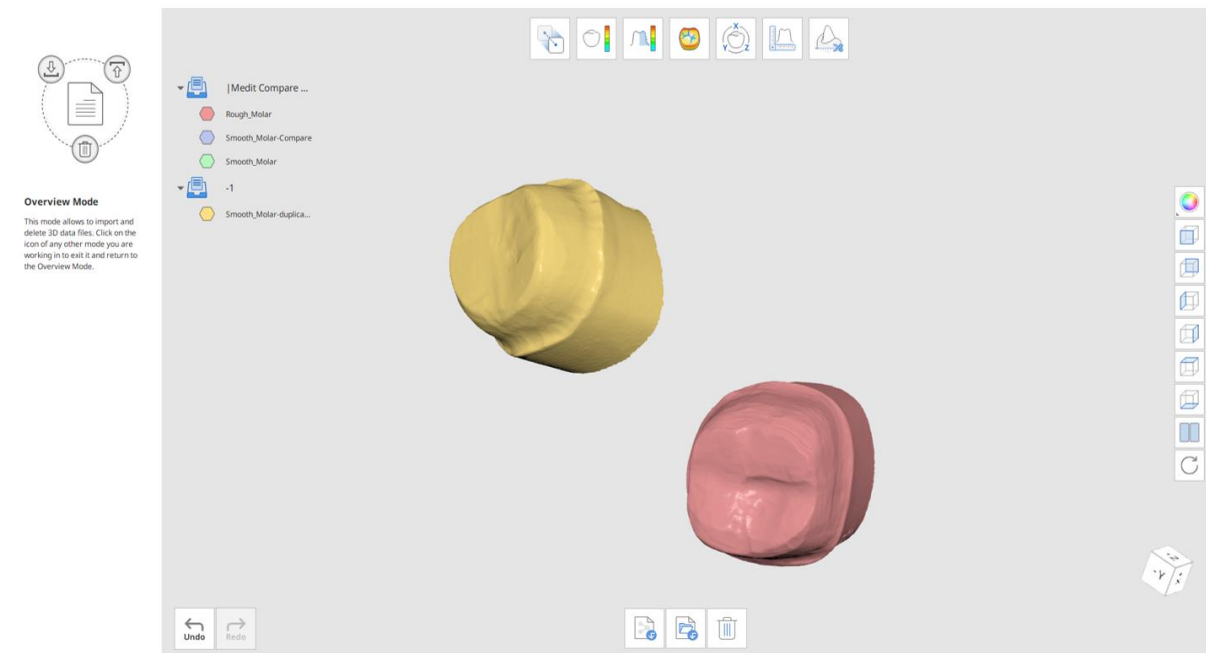 Overview Mode
This mode allows to import and
delete 3D data files. Click on the
icon of any other mode you are
working in to exit it and return to
the Overview Mode.
|Medit Compare ...
Rough_Molar
Smooth_Molar-Compare
Smooth_Molar
-1
Smooth_Molar-duplica...
X
Y Z
Undo
Redo
-Z
-Y